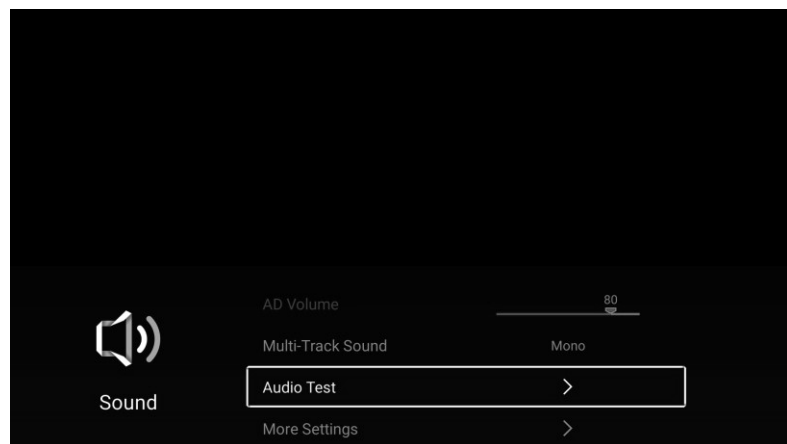 AD Volume
80
Multi-Track Sound
Mono
Audio Test
Sound
More Settings